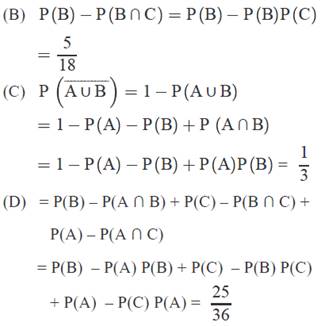 (B) P(B) – P(B ∩ C) = P(B) – P(B)P(C)
= 5/18
(C) P(A̅ ̅∪̅ ̅B̅) = 1 – P(A ∪ B)
= 1 – P(A) – P(B) + P (A ∩ B)
= 1 – P(A) – P(B) + P(A)P(B) = 1/3
(D) = P(B) – P(A ∩ B) + P(C) – P(B ∩ C) +
P(A) – P(A ∩ C)
= P(B) – P(A) P(B) + P(C) – P(B) P(C)
+ P(A) – P(C) P(A) = 25/36